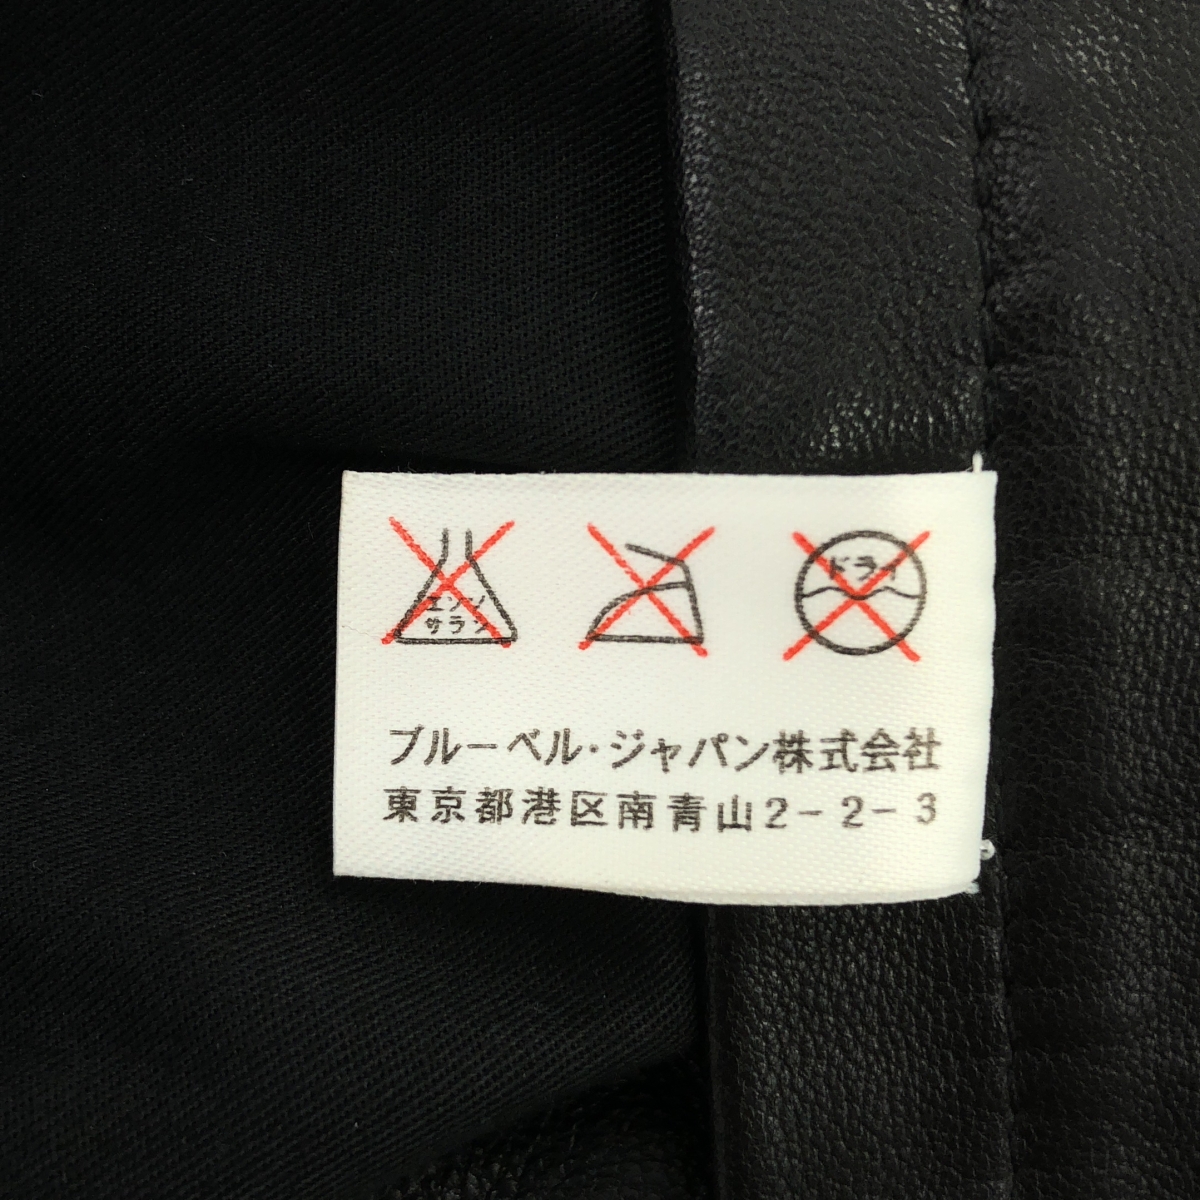 エンソ
サラシ
ドライ
ブルーベル・ジャパン株式会社
東京都港区南青山2-2-3